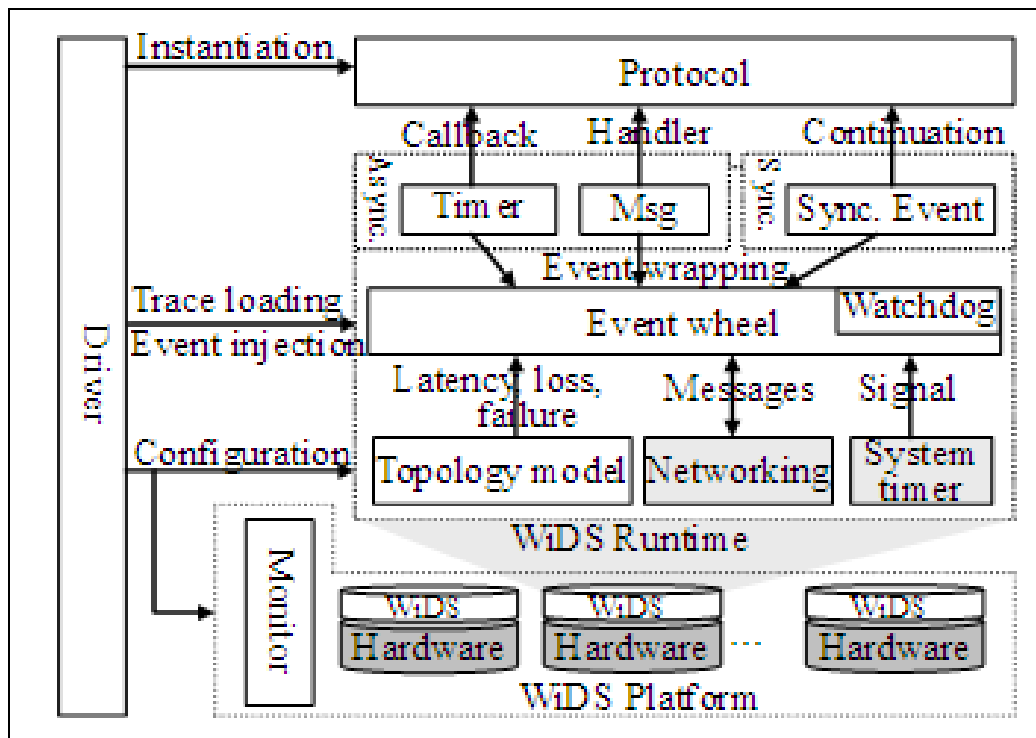 Instantiation
Protocol
Callback
Handler
Continuation
Async.
Timer
Msg
Sync.
Sync. Event
Event wrapping
Trace loading
Event injection
Event wheel
Watchdog
Driver
Latency, loss,
failure
Messages
Signal
Configuration
Topology model
Networking
System
timer
WiDS Runtime
Monitor
WiDS
Hardware
WiDS
Hardware
...
WiDS
Hardware
WiDS Platform